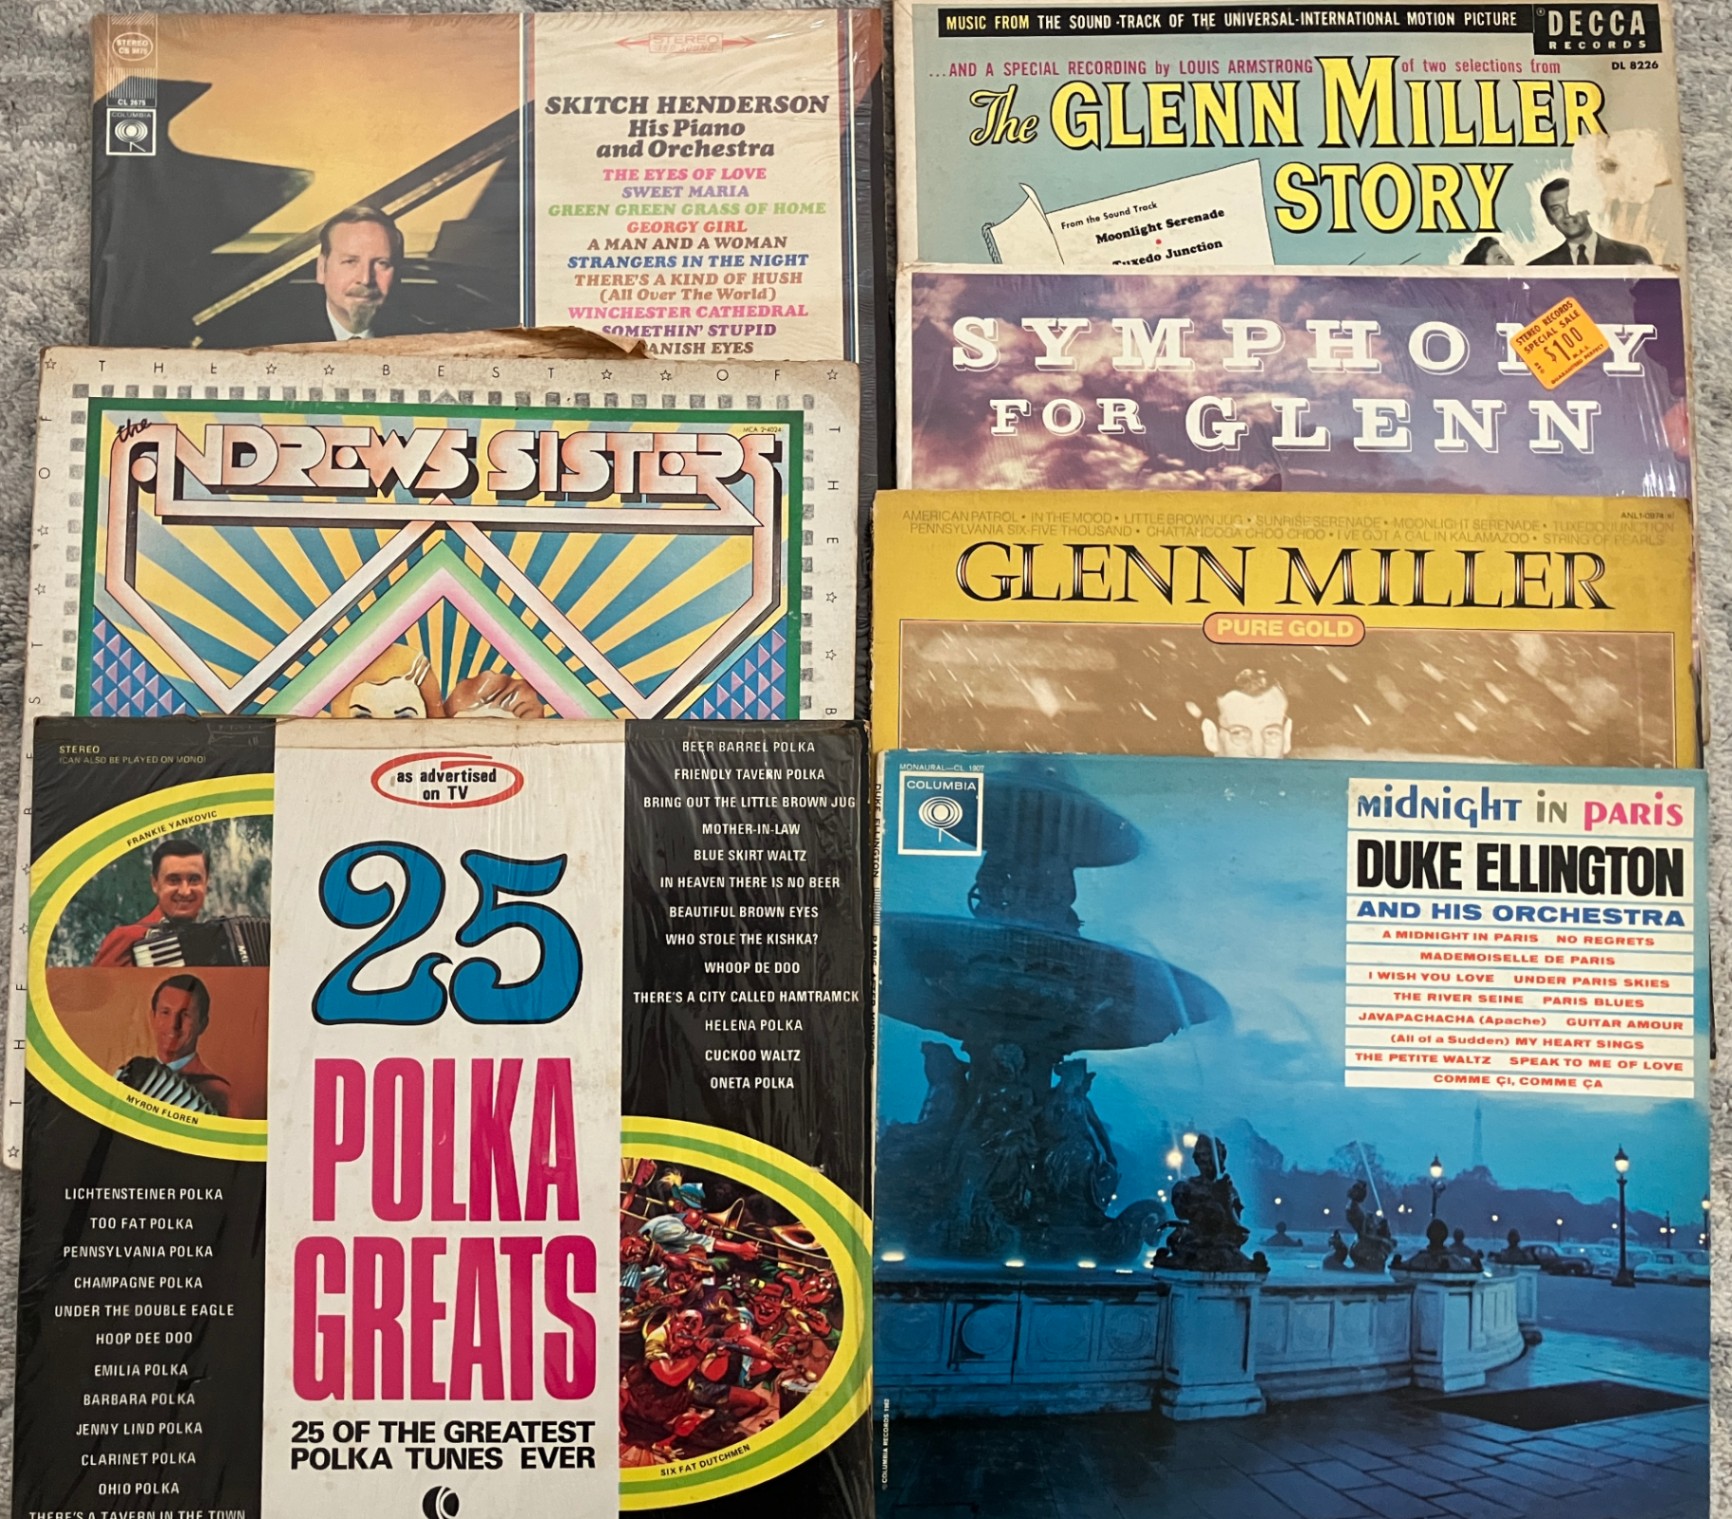 STEREO
CS 9475
CL 2675
COLUMBIA
STEREO
SKITCH HENDERSON
His Piano
and Orchestra
THE EYES OF LOVE
SWEET MARIA
GREEN GREEN GRASS OF HOME
GEORGY GIRL
A MAN AND A WOMAN
STRANGERS IN THE NIGHT
THERE'S A KIND OF HUSH
(All Over The World)
WINCHESTER CATHEDRAL
SOMETHIN' STUPID
ANISH EYES
THE BEST OF THE B
THE BEST OF
the
ANDREWS SISTERS
MCA 2-4024
STEREO
(CAN ALSO BE PLAYED ON MONO)
FRANKIE YANKOVIC
MYRON FLOREN
LICHTENSTEINER POLKA
TOO FAT POLKA
PENNSYLVANIA POLKA
CHAMPAGNE POLKA
UNDER THE DOUBLE EAGLE
HOOP DEE DOO
EMILIA POLKA
BARBARA POLKA
JENNY LIND POLKA
CLARINET POLKA
OHIO POLKA
THERE'S A TAVERN IN THE TOWN
as advertised
on TV
25
POLKA
GREATS
25 OF THE GREATEST
POLKA TUNES EVER
K
BEER BARREL POLKA
FRIENDLY TAVERN POLKA
BRING OUT THE LITTLE BROWN JUG
MOTHER-IN-LAW
BLUE SKIRT WALTZ
IN HEAVEN THERE IS NO BEER
BEAUTIFUL BROWN EYES
WHO STOLE THE KISHKA?
WHOOP DE DOO
THERE'S A CITY CALLED HAMTRAMCK
HELENA POLKA
CUCKOO WALTZ
ONETA POLKA
SIX FAT DUTCHMEN
MUSIC FROM THE SOUND-TRACK OF THE UNIVERSAL-INTERNATIONAL MOTION PICTURE
DECCA
RECORDS
DL 8226
...AND A SPECIAL RECORDING by LOUIS ARMSTRONG of two selections from
The GLENN MILLER
STORY
From the Sound Track
Moonlight Serenade
Tuxedo Junction
SYMPHONY
FOR GLENN
STEREO RECORDS
SPECIAL SALE
$1.00
AMERICAN PATROL • IN THE MOOD • LITTLE BROWN JUG • SUNRISE SERENADE • MOONLIGHT SERENADE • TUXEDO JUNCTION
PENNSYLVANIA SIX-FIVE THOUSAND • CHATTANOOGA CHOO CHOO • I'VE GOT A GAL IN KALAMAZOO • STRING OF PEARLS
ANL1-0974
GLENN MILLER
PURE GOLD
MONAURAL—CL 1907
COLUMBIA
midnight in paris
DUKE ELLINGTON
AND HIS ORCHESTRA
A MIDNIGHT IN PARIS NO REGRETS
MADEMOISELLE DE PARIS
I WISH YOU LOVE UNDER PARIS SKIES
THE RIVER SEINE PARIS BLUES
JAVAPACHACHA (Apache) GUITAR AMOUR
(All of a Sudden) MY HEART SINGS
THE PETITE WALTZ SPEAK TO ME OF LOVE
COMME ÇI, COMME ÇA
DUKE ELLINGTON
© COLUMBIA RECORDS 1962